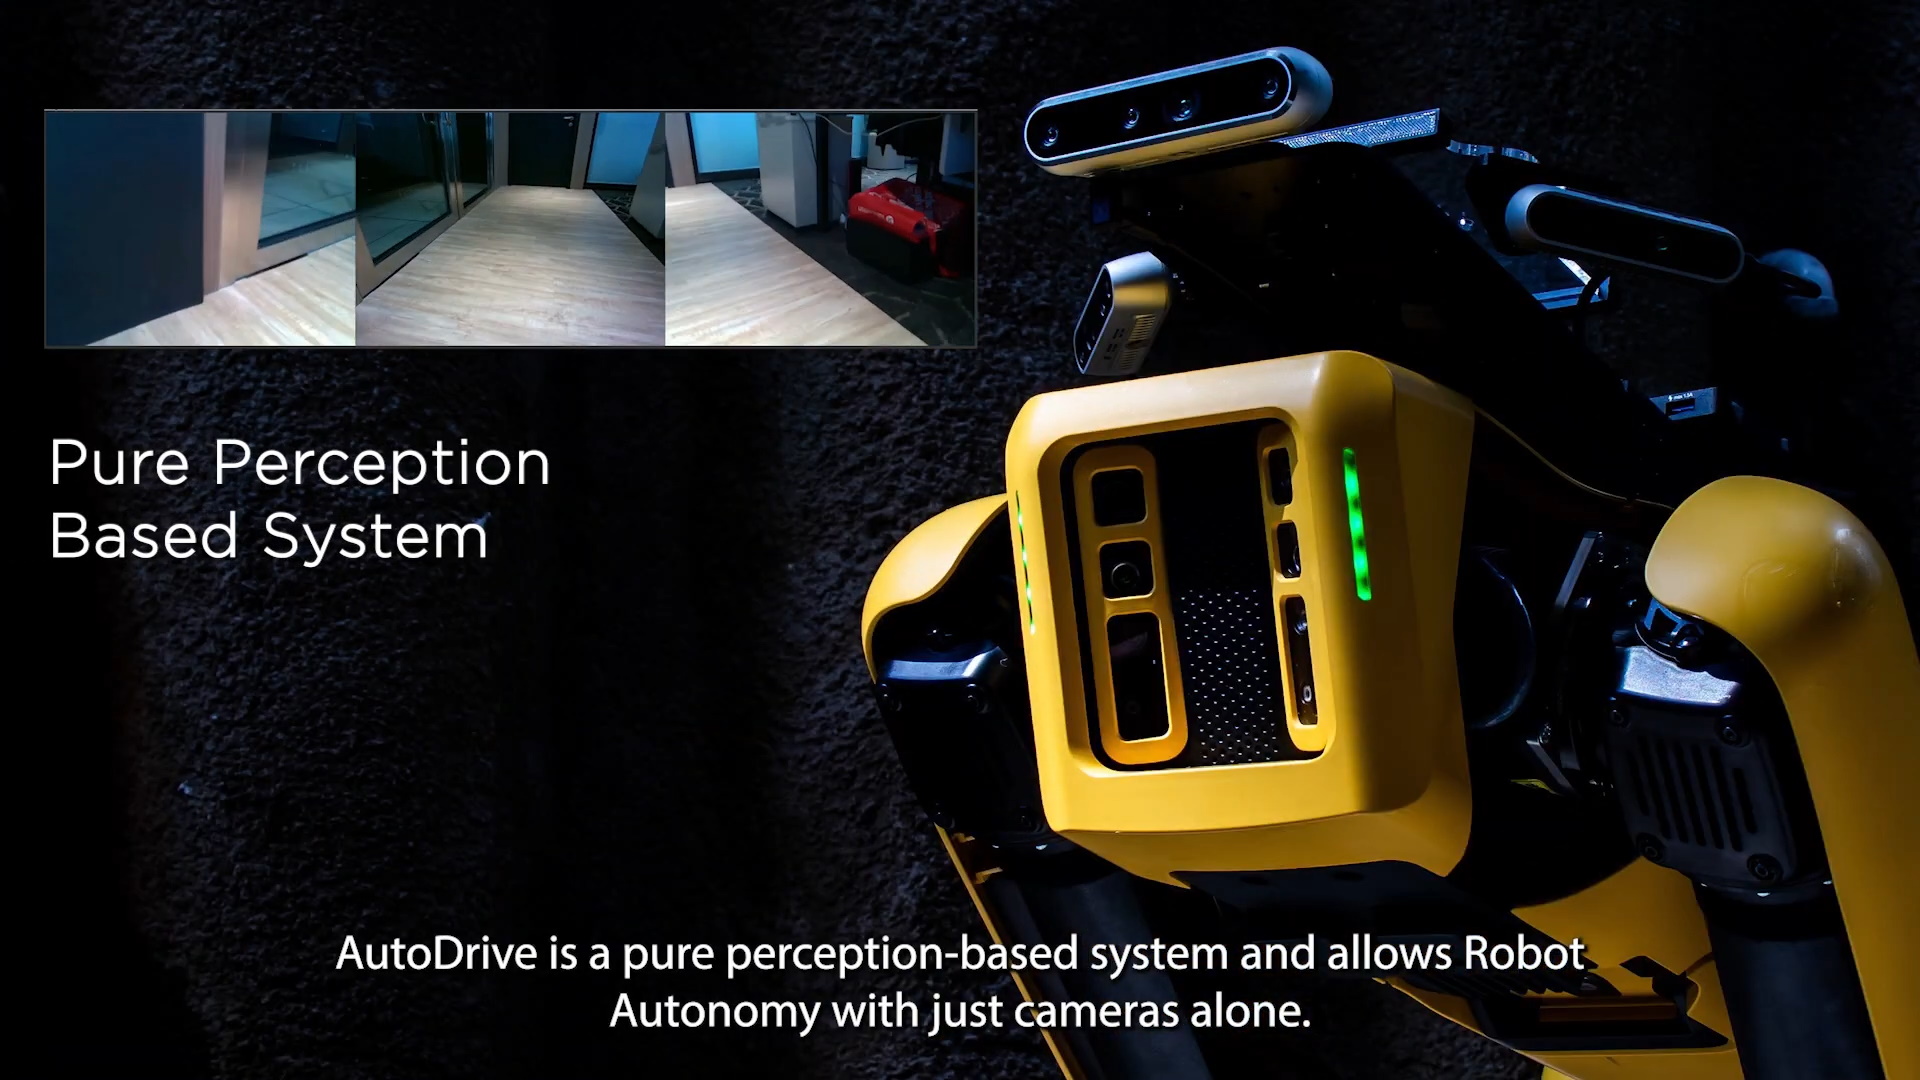 Pure Perception
Based System
AutoDrive is a pure perception-based system and allows Robot
Autonomy with just cameras alone.